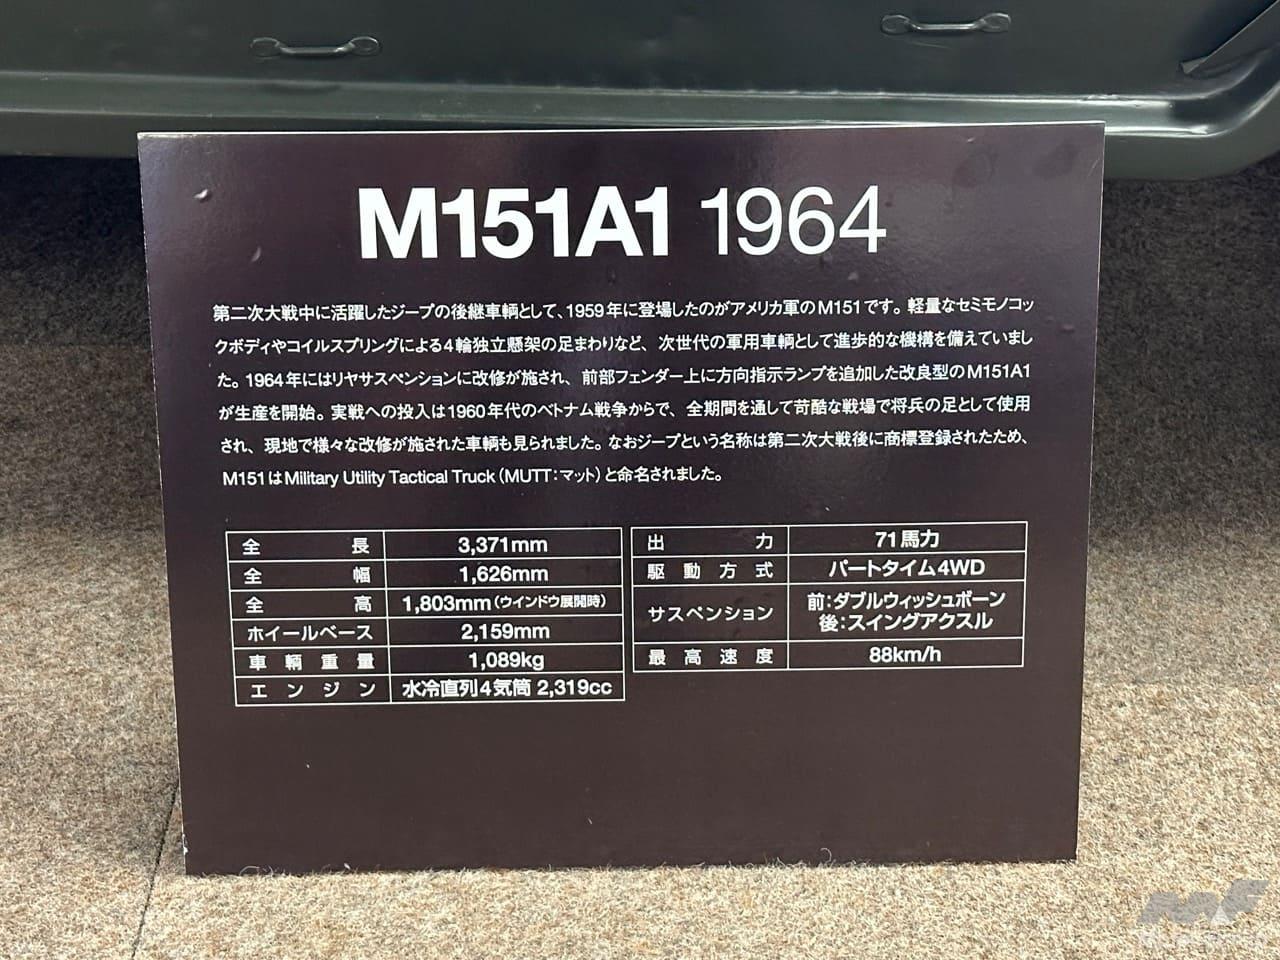 M151A1 1964
第二次大戦中に活躍したジープの後継車輌として、1959年に登場したのがアメリカ軍のM151です。軽量なセミモノコッ
クボディやコイルスプリングによる4輪独立懸架の足まわりなど、次世代の軍用車輌として進歩的な機構を備えていまし
た。1964年にはリヤサスペンションに改修が施され、前部フェンダー上に方向指示ランプを追加した改良型のM151A1
が生産を開始。実戦への投入は1960年代のベトナム戦争からで、全期間を通して苛酷な戦場で将兵の足として使用
され、現地で様々な改修が施された車輌も見られました。なおジープという名称は第二次大戦後に商標登録されたため、
M151はMilitary Utility Tactical Truck（MUTT：マット）と命名されました。
全長 3,371mm
全幅 1,626mm
全高 1,803mm（ウインドウ展開時）
ホイールベース 2,159mm
車輌重量 1,089kg
エンジン 水冷直列4気筒 2,319cc
出力 71馬力
駆動方式 パートタイム4WD
サスペンション 前：ダブルウィッシュボーン
後：スイングアクスル
最高速度 88km/h